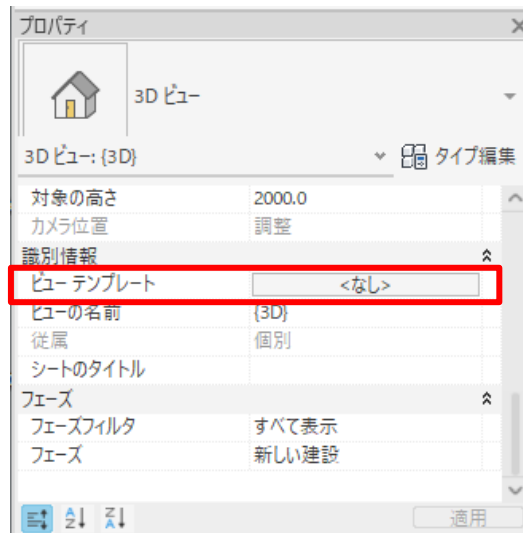 プロパティ
3D ビュー
3D ビュー: {3D}
タイプ編集
対象の高さ 2000.0
カメラ位置 調整
識別情報
ビュー テンプレート <なし>
ビューの名前 {3D}
従属 個別
シートのタイトル
フェーズ
フェーズフィルタ すべて表示
フェーズ 新しい建設
適用